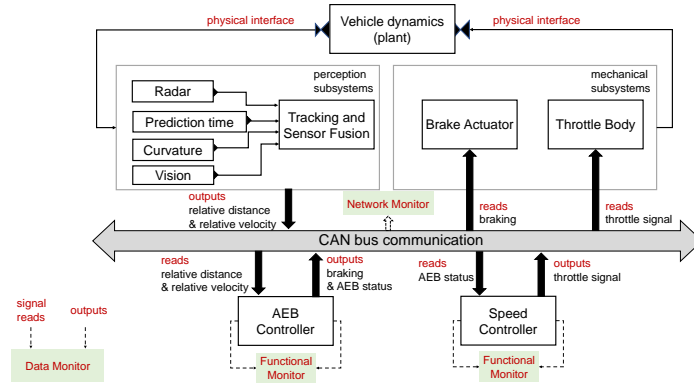 physical interface
Vehicle dynamics
(plant)
physical interface
perception
subsystems
mechanical
subsystems
Radar
Prediction time
Curvature
Vision
Tracking and
Sensor Fusion
Brake Actuator
Throttle Body
outputs
relative distance
& relative velocity
Network Monitor
reads
braking
reads
throttle signal
CAN bus communication
reads
relative distance
& relative velocity
outputs
braking
& AEB status
reads
AEB status
outputs
throttle signal
signal
reads
outputs
Data Monitor
AEB
Controller
Functional
Monitor
Speed
Controller
Functional
Monitor